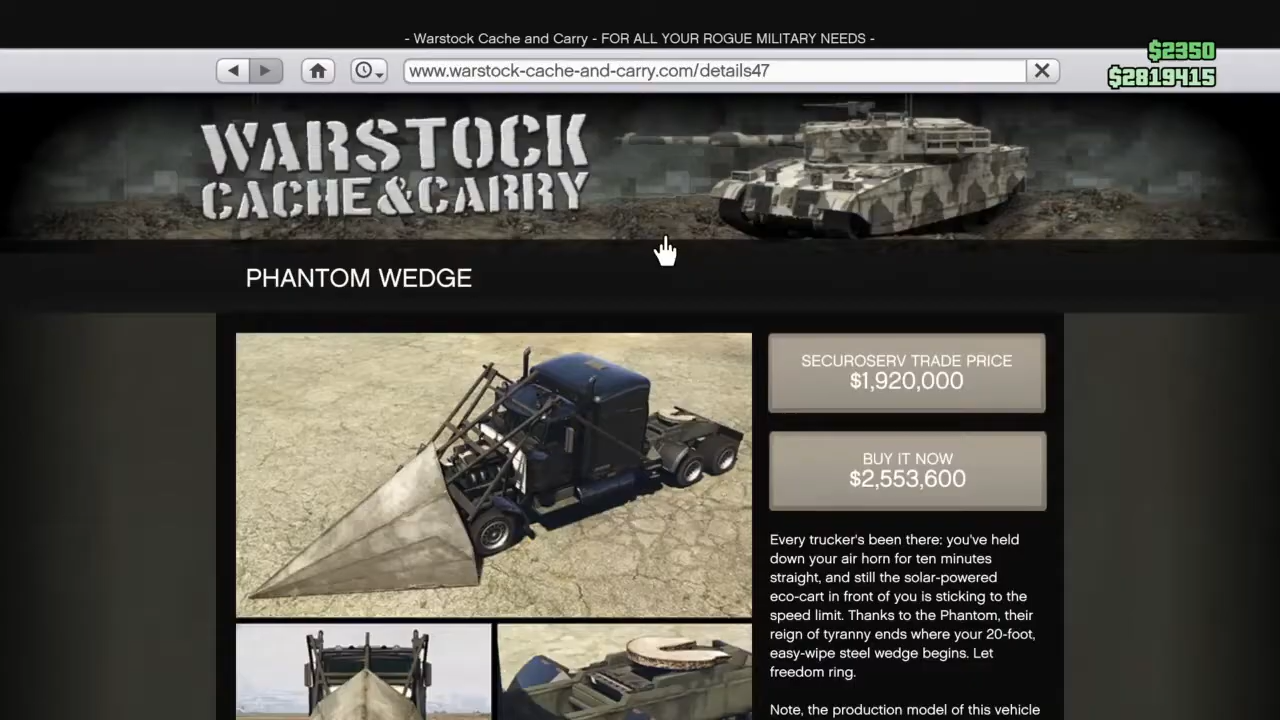 - Warstock Cache and Carry - FOR ALL YOUR ROGUE MILITARY NEEDS -
$2350
www.warstock-cache-and-carry.com/details47
$2819415
WARSTOCK
CACHE&CARRY
PHANTOM WEDGE
SECUROSERV TRADE PRICE
$1,920,000
BUY IT NOW
$2,553,600
Every trucker's been there: you've held
down your air horn for ten minutes
straight, and still the solar-powered
eco-cart in front of you is sticking to the
speed limit. Thanks to the Phantom, their
reign of tyranny ends where your 20-foot,
easy-wipe steel wedge begins. Let
freedom ring.
Note, the production model of this vehicle